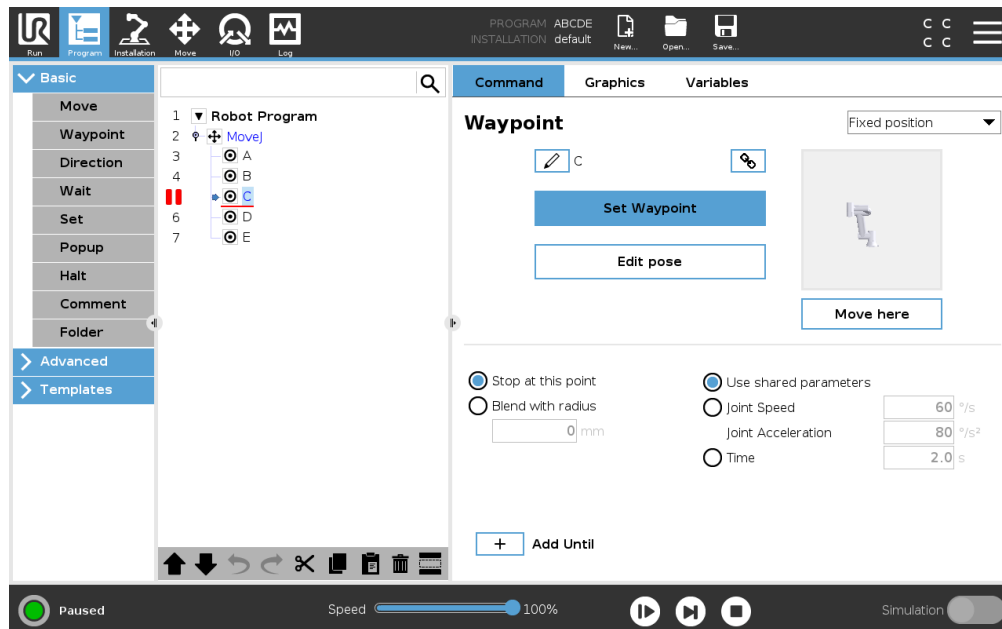 UR
PROGRAM ABCDE
INSTALLATION default
C C
C C
Run Program Installation Move I/O Log New... Open... Save...
Basic
Move
Waypoint
Direction
Wait
Set
Popup
Halt
Comment
Folder
Advanced
Templates
1 Robot Program
2 MoveJ
3 A
4 B
C
6 D
7 E
Command Graphics Variables
Waypoint
Fixed position
C
Set Waypoint
Edit pose
Move here
Stop at this point
Blend with radius
0 mm
Use shared parameters
Joint Speed 60 °/s
Joint Acceleration 80 °/s²
Time 2.0 s
+ Add Until
Paused
Speed 100%
Simulation